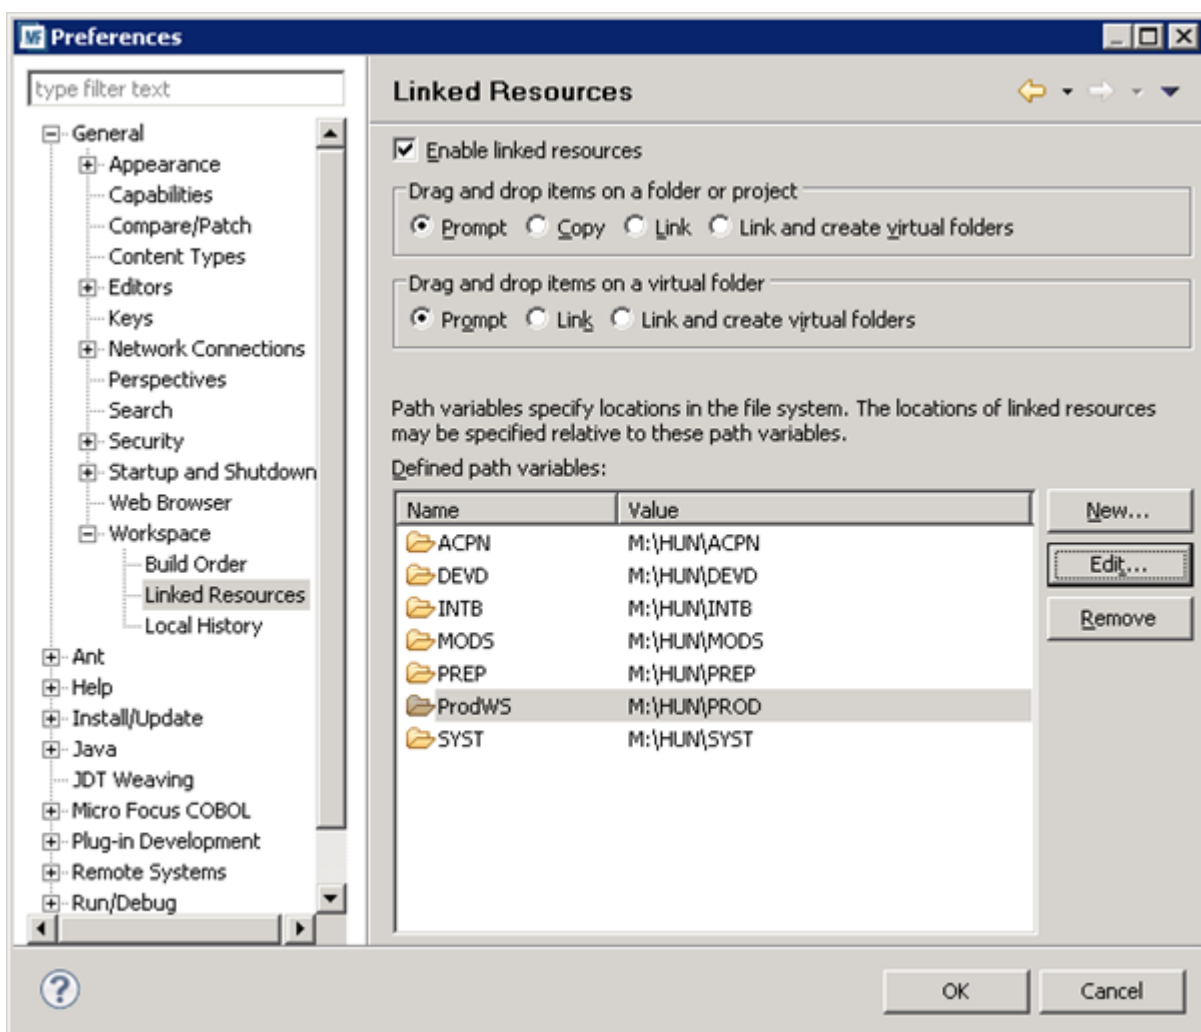 MF Preferences
type filter text
General
Appearance
Capabilities
Compare/Patch
Content Types
Editors
Keys
Network Connections
Perspectives
Search
Security
Startup and Shutdown
Web Browser
Workspace
Build Order
Linked Resources
Local History
Ant
Help
Install/Update
Java
JDT Weaving
Micro Focus COBOL
Plug-in Development
Remote Systems
Run/Debug
Linked Resources
Enable linked resources
Drag and drop items on a folder or project
Prompt Copy Link Link and create virtual folders
Drag and drop items on a virtual folder
Prompt Link Link and create virtual folders
Path variables specify locations in the file system. The locations of linked resources
may be specified relative to these path variables.
Defined path variables:
Name Value
ACPN M:\HUN\ACPN
DEVD M:\HUN\DEVD
INTB M:\HUN\INTB
MODS M:\HUN\MODS
PREP M:\HUN\PREP
ProdWS M:\HUN\PROD
SYST M:\HUN\SYST
New...
Edit...
Remove
?
OK Cancel